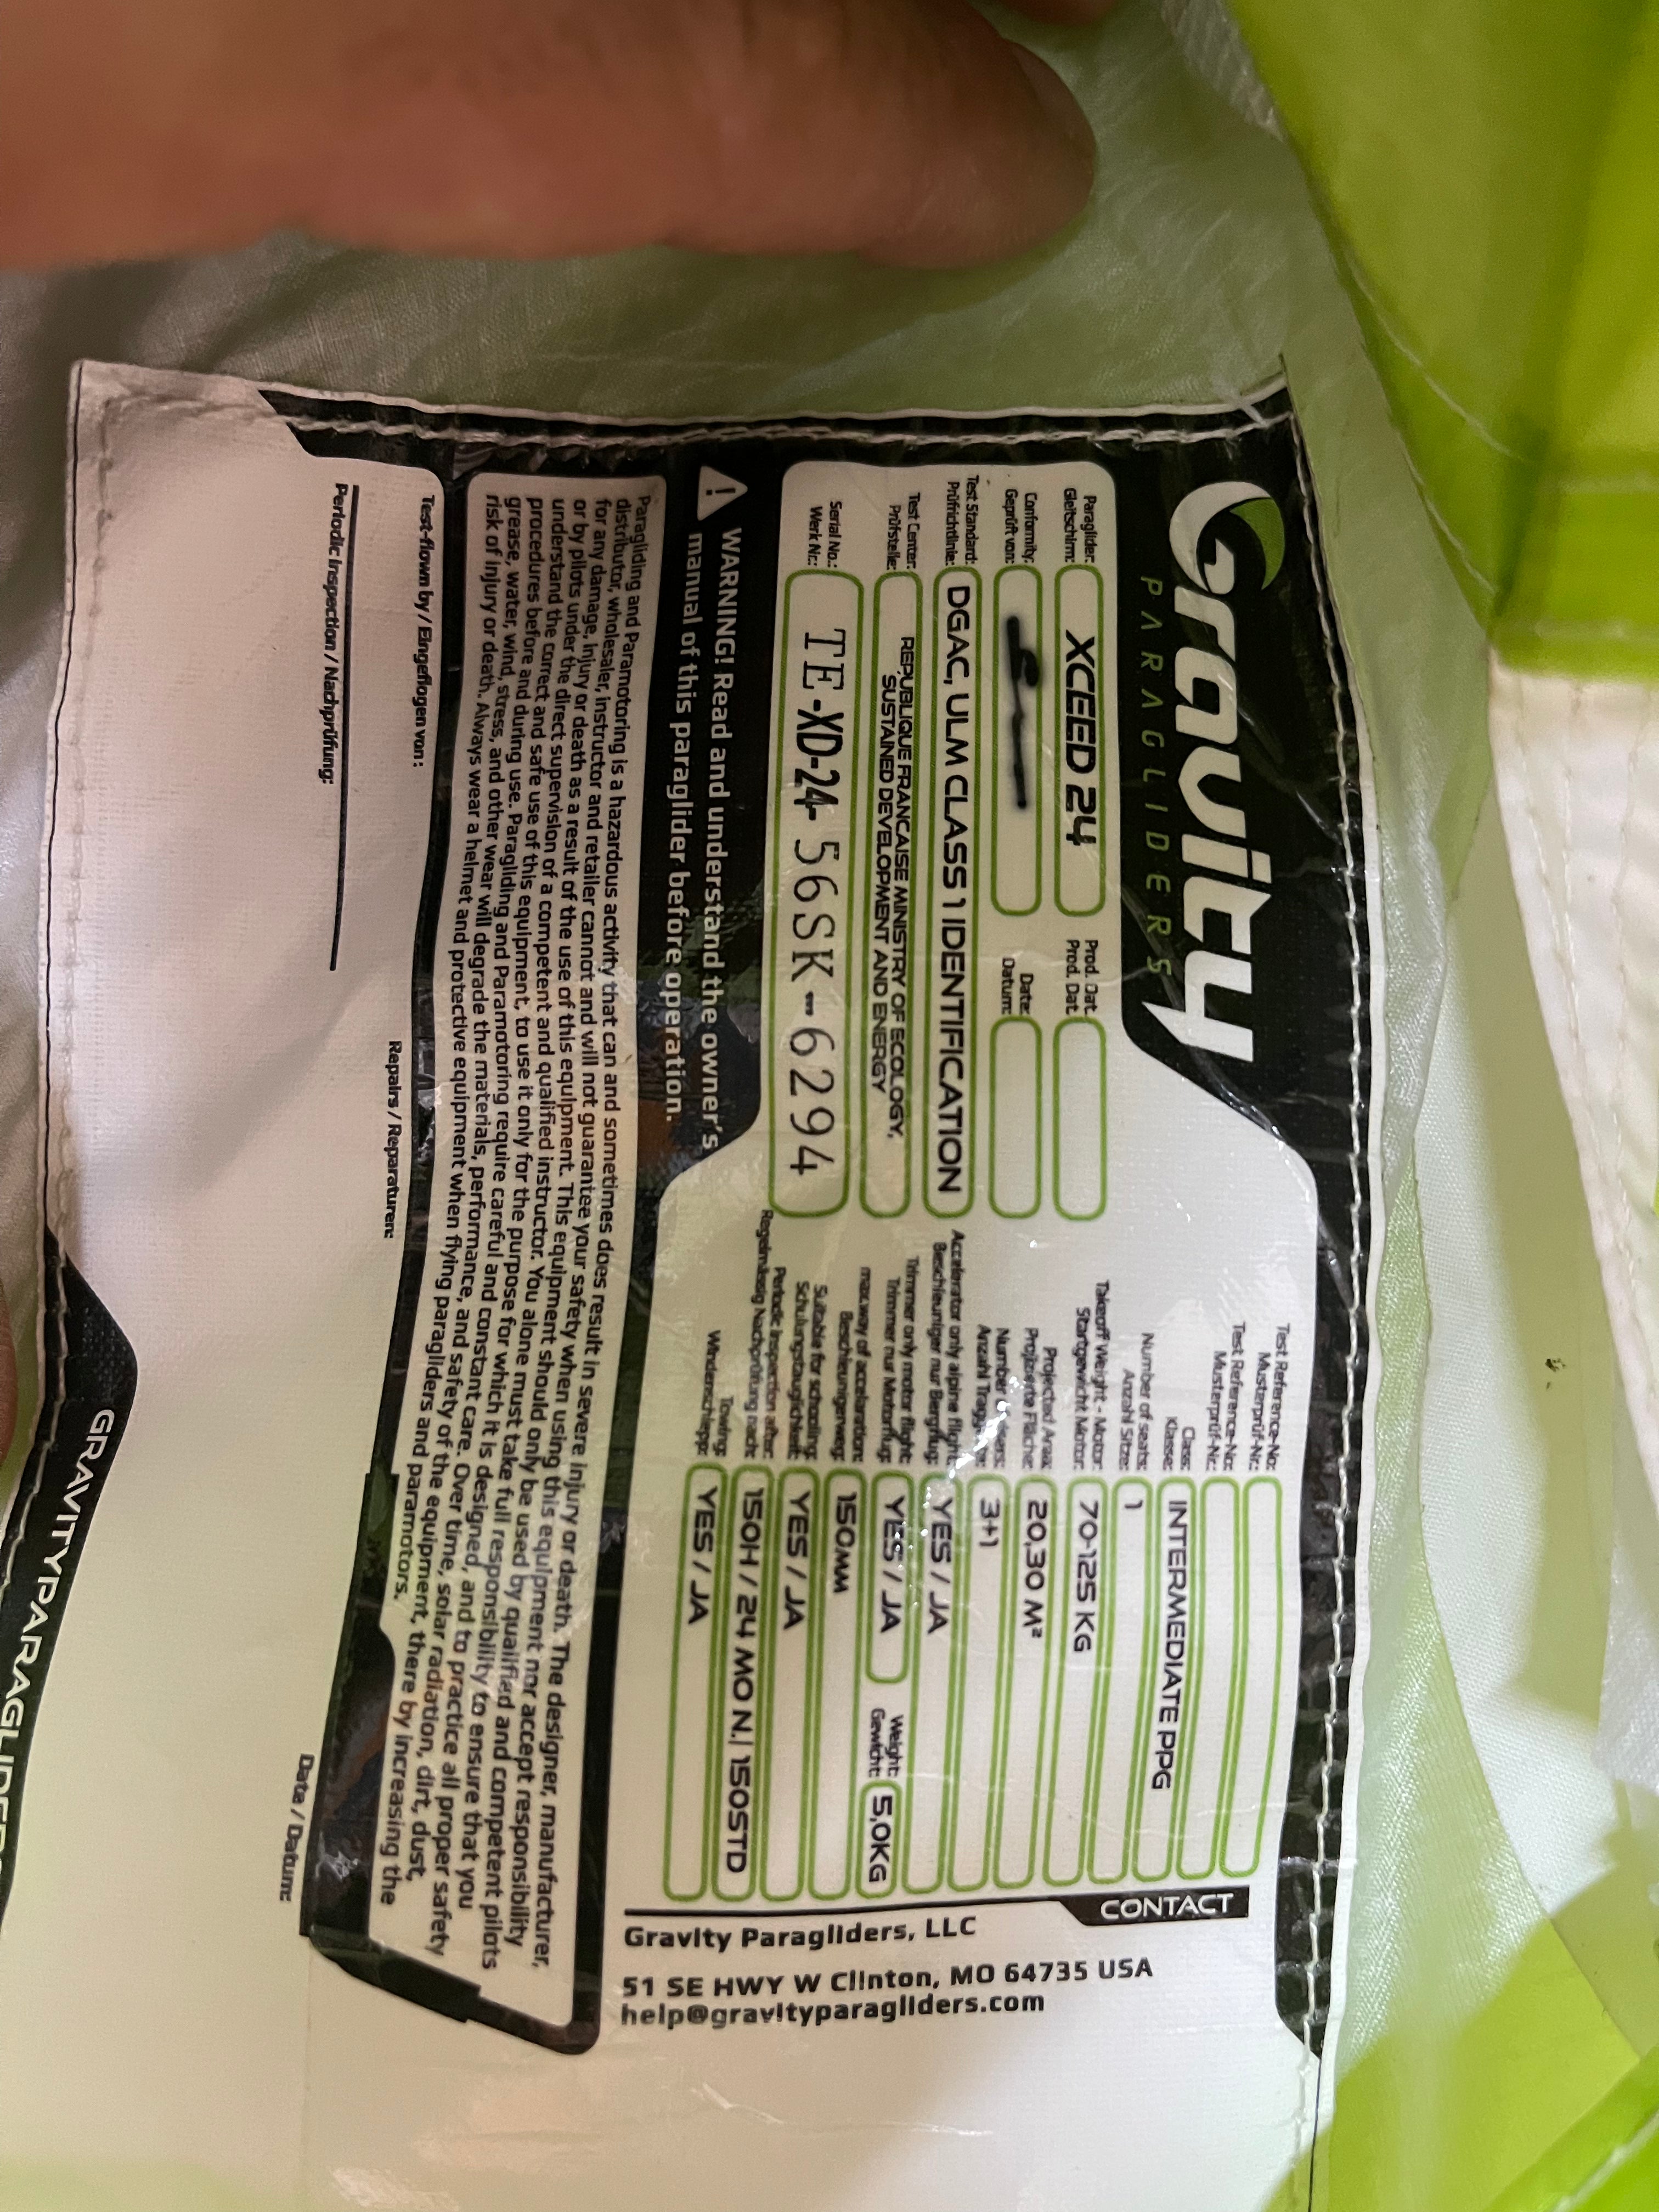 Gravity
PARAGLIDERS
Paraglider:
Gleitschirm:
XCEED 24
Prod. Dat.
Prod. Dat.
Conformity:
Geprüft von:
Date:
Datum:
Test Standard:
Prüfrichtlinie:
DGAC, ULM CLASS 1 IDENTIFICATION
Test Center:
Prüfstelle:
REPUBLIQUE FRANCAISE MINISTRY OF ECOLOGY,
SUSTAINED DEVELOPMENT AND ENERGY
Serial No.:
Werk Nr.:
TE-XD-24-56SK-6294
WARNING! Read and understand the owner's
manual of this paraglider before operation.
Test Reference-No:
Musterprüf-Nr.:
Test Reference-No:
Musterprüf-Nr.:
Class:
Klasse:
INTERMEDIATE PPG
Number of seats:
Anzahl Sitze:
1
Takeoff Weight - Motor:
Startgewicht Motor:
70-125 KG
Projected Area:
Projizierte Fläche:
20,30 M²
Number
Anzahl
3+1
Accelerator only alpine flight:
Beschleuniger nur Bergflug:
YES / JA
Trimmer only motor flight:
Trimmer nur Motorflug:
YES / JA
Weight:
Gewicht:
5,0KG
max.way of acceleration:
Beschleunigerweg:
150MM
Suitable for schooling:
Schulungstauglichkeit:
YES / JA
Periodic Inspection after:
Regelmässig Nachprüfung nach:
150H / 24 MO N. | 150STD
Towing:
Windenschlepp:
YES / JA
CONTACT
Gravity Paragliders, LLC
51 SE HWY W Clinton, MO 64735 USA
help@gravityparagliders.com
Paragliding and Paramotoring is a hazardous activity that can and sometimes does result in severe injury or death. The designer, manufacturer,
distributor, wholesaler, instructor and retailer cannot and will not guarantee your safety when using this equipment nor accept responsibility
for any damage, injury or death as a result of the use of this equipment. This equipment should only be used by qualified and competent pilots
or by pilots under the direct supervision of a competent and qualified instructor. You alone must take full responsibility to ensure that you
understand the correct and safe use of this equipment, to use it only for the purpose for which it is designed, and to practice all proper safety
procedures before and during use. Paragliding and Paramotoring require careful and constant care. Over time, solar radiation, dirt, dust,
grease, water, wind, stress, and other wear will degrade the materials, performance, and safety of the equipment, there by increasing the
risk of injury or death. Always wear a helmet and protective equipment when flying paragliders and paramotors.
Test-flown by / Eingeflogen von:
Repairs / Reparaturen:
Date / Datum:
Periodic Inspection / Nachprüfung:
GRAVITYPARAGLIDERS